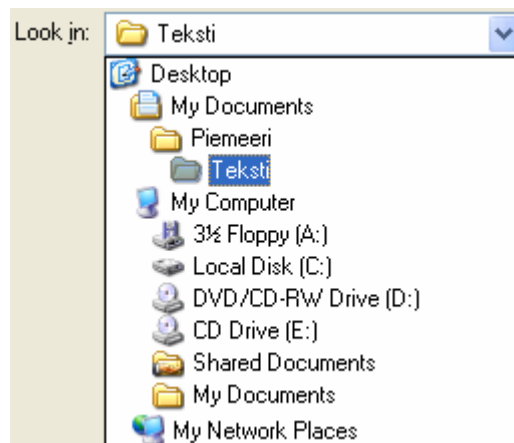 Look in: Teksti
Desktop
My Documents
Piemeeri
Teksti
My Computer
3½ Floppy (A:)
Local Disk (C:)
DVD/CD-RW Drive (D:)
CD Drive (E:)
Shared Documents
My Documents
My Network Places